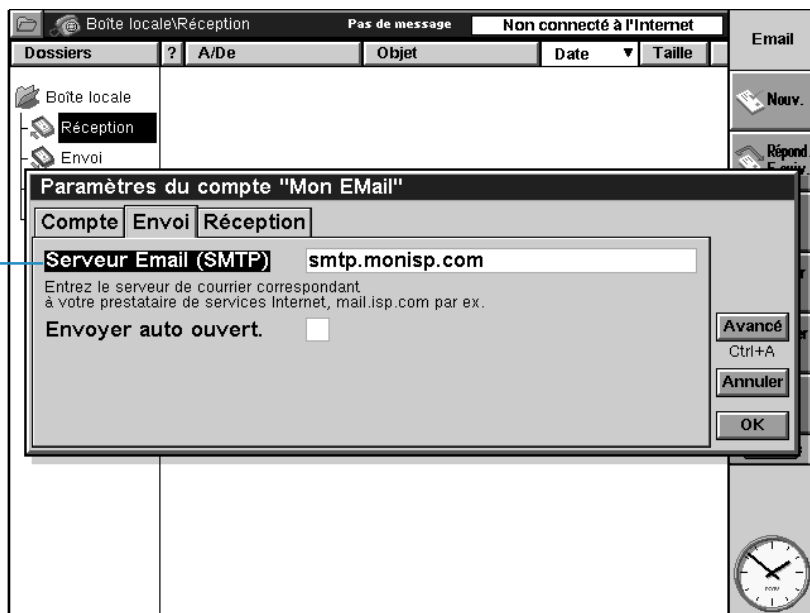 Boîte locale\Réception
Pas de message
Non connecté à l'Internet
Email
Dossiers
?
A/De
Objet
Date
Taille
Boîte locale
Réception
Envoi
Nouv.
Répond
Paramètres du compte "Mon EMail"
Compte
Envoi
Réception
Serveur Email (SMTP)
smtp.monisp.com
Entrez le serveur de courrier correspondant
à votre prestataire de services Internet, mail.isp.com par ex.
Envoyer auto ouvert.
Avancé
Ctrl+A
Annuler
OK